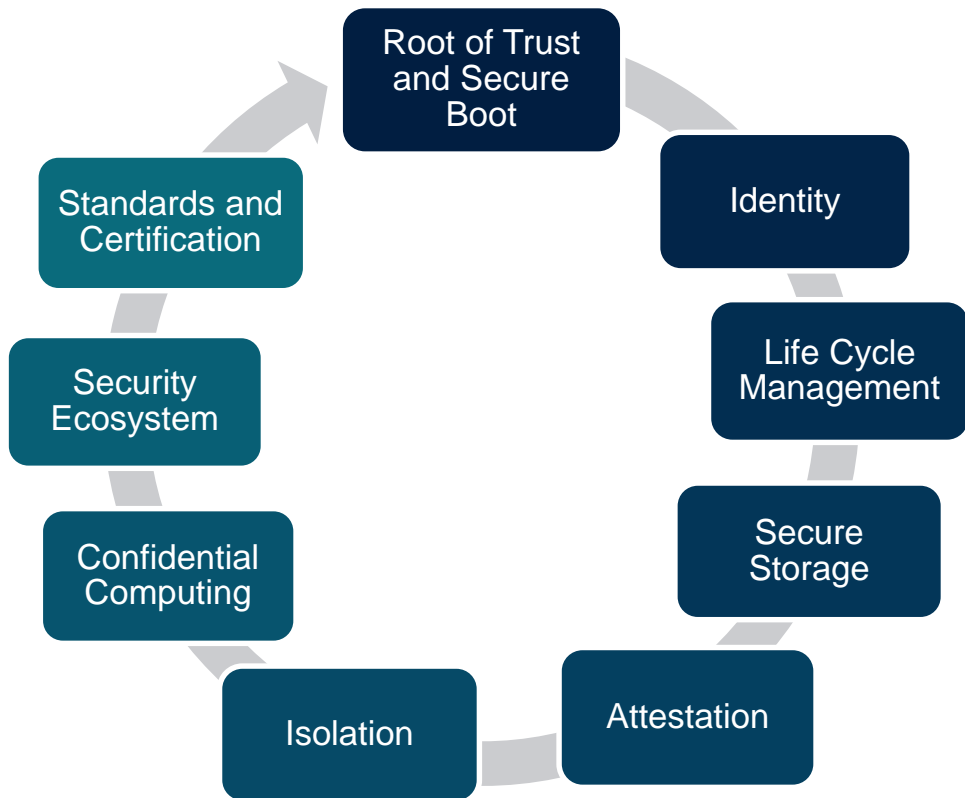 Root of Trust
and Secure
Boot
Identity
Life Cycle
Management
Secure
Storage
Attestation
Isolation
Confidential
Computing
Security
Ecosystem
Standards and
Certification